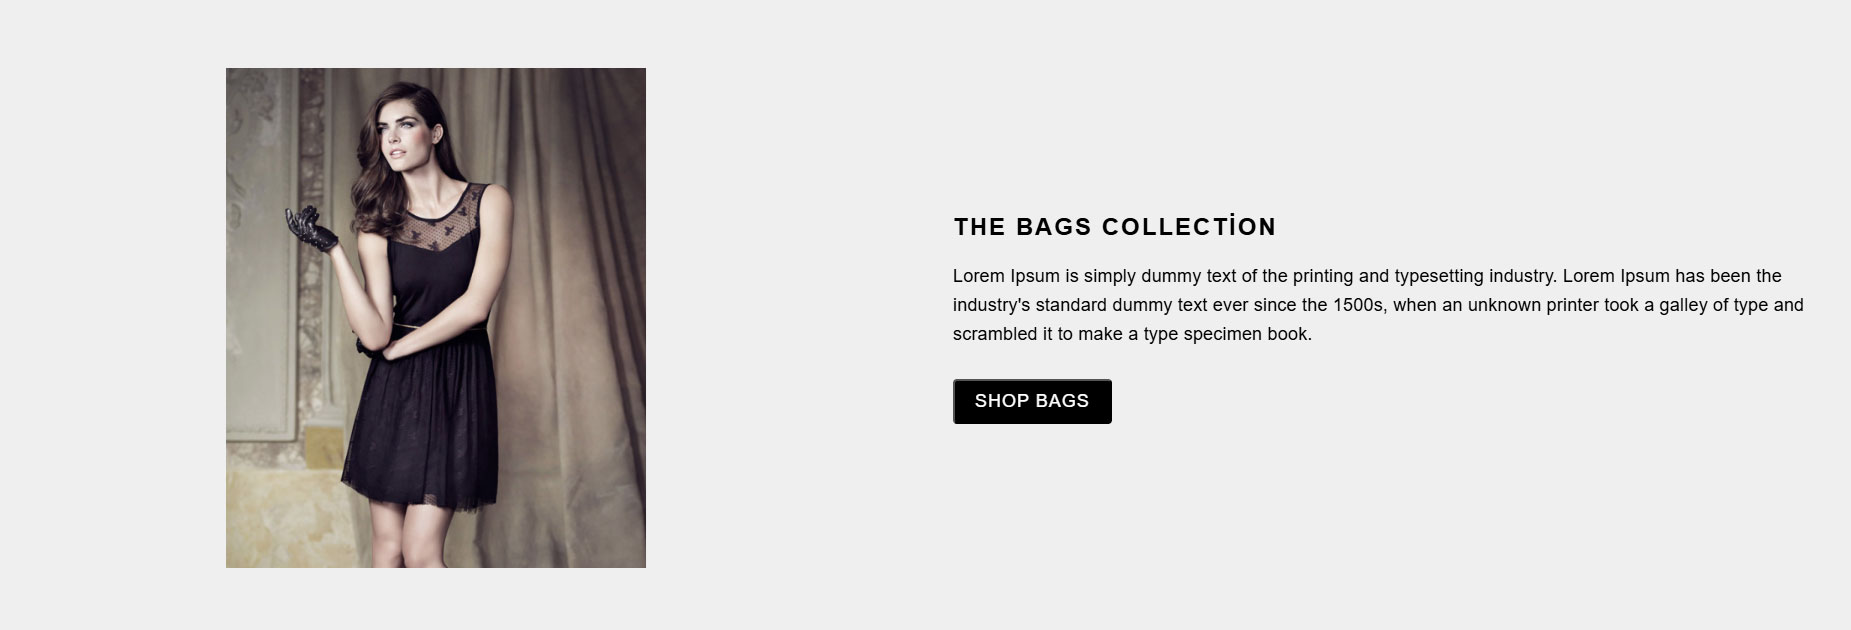 THE BAGS COLLECTİON
Lorem Ipsum is simply dummy text of the printing and typesetting industry. Lorem Ipsum has been the
industry's standard dummy text ever since the 1500s, when an unknown printer took a galley of type and
scrambled it to make a type specimen book.
SHOP BAGS